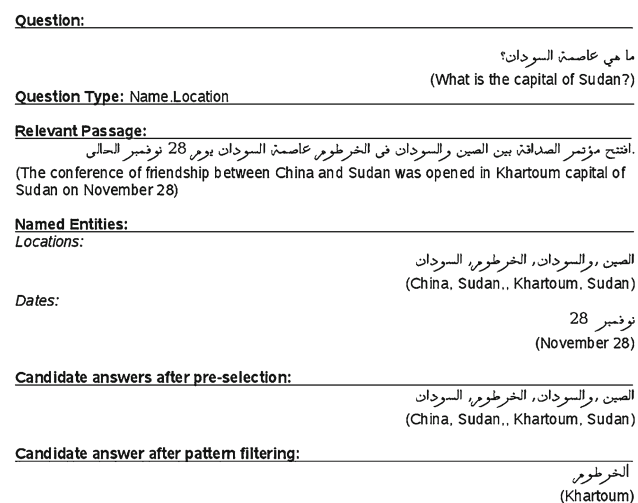 Question:
ما هي عاصمة السودان؟
(What is the capital of Sudan?)
Question Type: Name.Location
Relevant Passage:
افتتح مؤتمر الصداقة بين الصين والسودان في الخرطوم عاصمة السودان يوم 28 نوفمبر الحالى.
(The conference of friendship between China and Sudan was opened in Khartoum capital of
Sudan on November 28)
Named Entities:
Locations:
الصين ,والسودان, الخرطوم, السودان
(China, Sudan,, Khartoum, Sudan)
Dates:
28 نوفمبر
(November 28)
Candidate answers after pre-selection:
الصين ,والسودان, الخرطوم, السودان
(China, Sudan,, Khartoum, Sudan)
Candidate answer after pattern filtering:
ألخرطوم
(Khartoum)